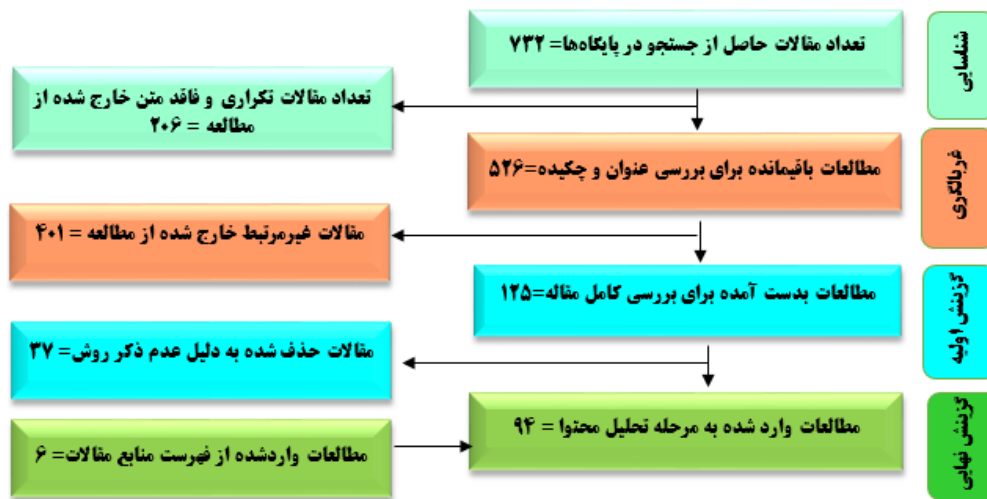 شناسایی
تعداد مقالات حاصل از جستجو در پایگاه‌ها= ۷۳۲
تعداد مقالات تکراری و فاقد متن خارج شده از
مطالعه = ۲۰۶
غربالگری
مطالعات باقیمانده برای بررسی عنوان و چکیده=۵۲۶
مقالات غیرمرتبط خارج شده از مطالعه = ۴۰۱
گزینش اولیه
مطالعات بدست آمده برای بررسی کامل مقاله=۱۲۵
مقالات حذف شده به دلیل عدم ذکر روش= ۳۷
گزینش نهایی
مطالعات وارد شده به مرحله تحلیل محتوا = ۹۴
مطالعات واردشده از فهرست منابع مقالات= ۶